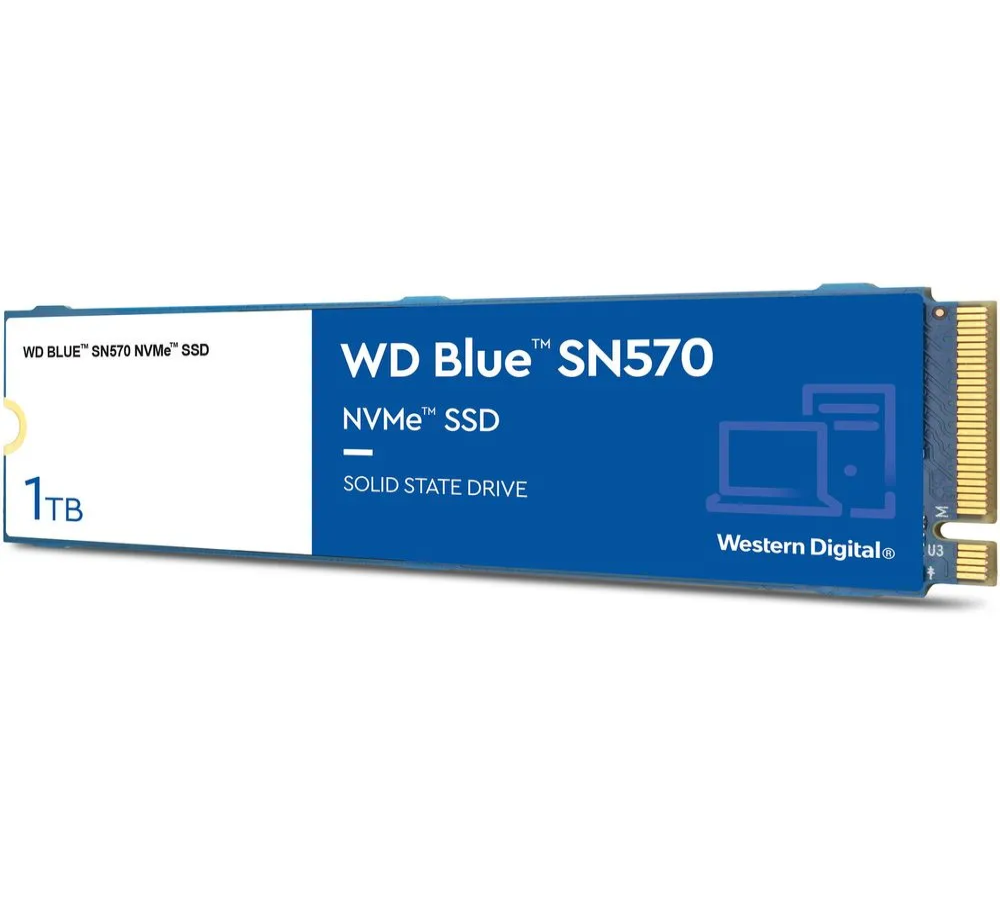 WD BLUE™ SN570 NVMe™ SSD
1TB
WD Blue™ SN570
NVMe™ SSD
SOLID STATE DRIVE
Western Digital®
M
U3